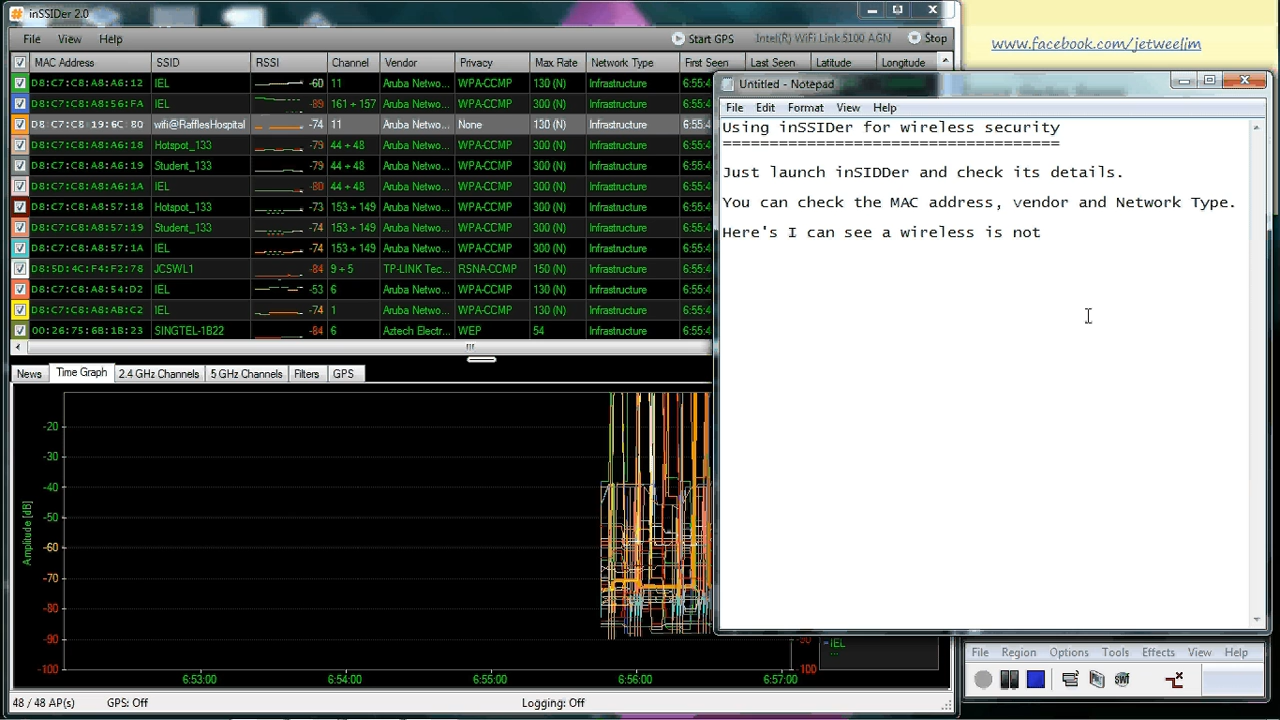 inSSIDer 2.0
www.facebook.com/jetweelim
File View Help Start GPS Intel(R) WiFi Link 5100 AGN Stop
MAC Address SSID RSSI Channel Vendor Privacy Max Rate Network Type First Seen Last Seen Latitude Longitude
D8:C7:C8:A8:A6:12 IEL -60 11 Aruba Netwo... WPA-CCMP 130 (N) Infrastructure 6:55:4
D8:C7:C8:A8:56:FA IEL -89 161 + 157 Aruba Netwo... WPA-CCMP 300 (N) Infrastructure 6:55:4
D8:C7:C8:19:6C:80 wifi@RafflesHospital -74 11 Aruba Netwo... None 130 (N) Infrastructure 6:55:4
D8:C7:C8:A8:A6:18 Hotspot_133 -79 44 + 48 Aruba Netwo... WPA-CCMP 300 (N) Infrastructure 6:55:4
D8:C7:C8:A8:A6:19 Student_133 -79 44 + 48 Aruba Netwo... WPA-CCMP 300 (N) Infrastructure 6:55:4
D8:C7:C8:A8:A6:1A IEL -80 44 + 48 Aruba Netwo... WPA-CCMP 300 (N) Infrastructure 6:55:4
D8:C7:C8:A8:57:18 Hotspot_133 -73 153 + 149 Aruba Netwo... WPA-CCMP 300 (N) Infrastructure 6:55:4
D8:C7:C8:A8:57:19 Student_133 -74 153 + 149 Aruba Netwo... WPA-CCMP 300 (N) Infrastructure 6:55:4
D8:C7:C8:A8:57:1A IEL -74 153 + 149 Aruba Netwo... WPA-CCMP 300 (N) Infrastructure 6:55:4
D8:5D:4C:F4:F2:78 JCSWL1 -84 9 + 5 TP-LINK Tec... RSNA-CCMP 150 (N) Infrastructure 6:55:4
D8:C7:C8:A8:54:D2 IEL -53 6 Aruba Netwo... WPA-CCMP 130 (N) Infrastructure 6:55:4
D8:C7:C8:A8:AB:C2 IEL -74 1 Aruba Netwo... WPA-CCMP 130 (N) Infrastructure 6:55:4
00:26:75:6B:1B:23 SINGTEL-1B22 -84 6 Aztech Electr... WEP 54 Infrastructure 6:55:4
News Time Graph 2.4 GHz Channels 5 GHz Channels Filters GPS
Amplitude [dB]
-20
-30
-40
-50
-60
-70
-80
-90
-100
6:53:00 6:54:00 6:55:00 6:56:00 6:57:00
-90
100
IEL
...
48 / 48 AP(s) GPS: Off Logging: Off
Untitled - Notepad
File Edit Format View Help
Using inSSIDer for wireless security
====================================
Just launch inSIDDer and check its details.
You can check the MAC address, vendor and Network Type.
Here's I can see a wireless is not
File Region Options Tools Effects View Help
SWF